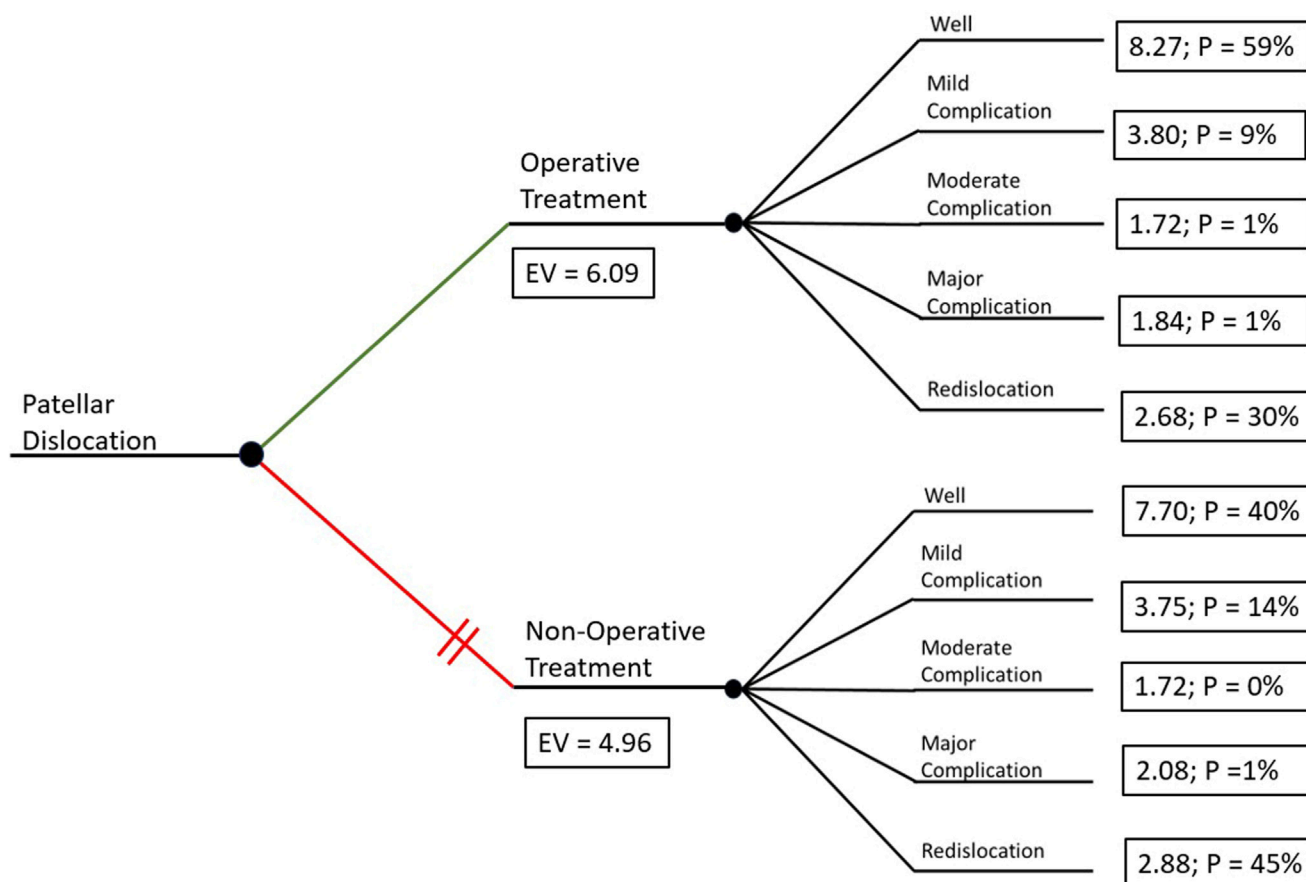 Patellar
Dislocation
Operative
Treatment
EV = 6.09
Well
8.27; P = 59%
Mild
Complication
3.80; P = 9%
Moderate
Complication
1.72; P = 1%
Major
Complication
1.84; P = 1%
Redislocation
2.68; P = 30%
Non-Operative
Treatment
EV = 4.96
Well
7.70; P = 40%
Mild
Complication
3.75; P = 14%
Moderate
Complication
1.72; P = 0%
Major
Complication
2.08; P =1%
Redislocation
2.88; P = 45%